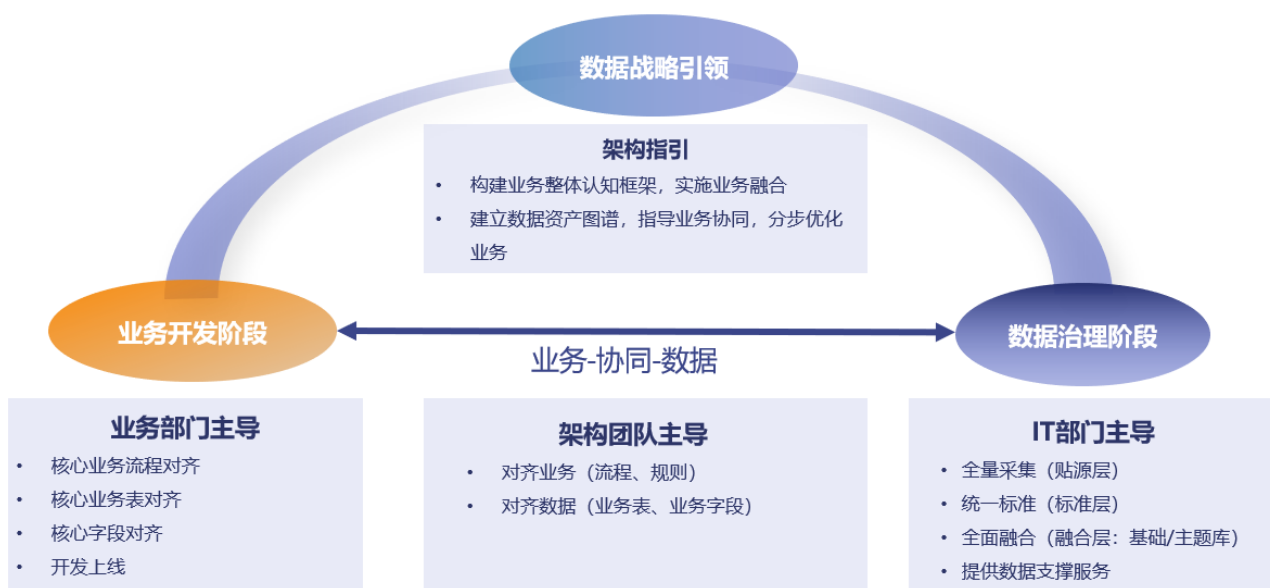 数据战略引领
架构指引
• 构建业务整体认知框架，实施业务融合
• 建立数据资产图谱，指导业务协同，分步优化
业务
业务开发阶段
数据治理阶段
业务-协同-数据
业务部门主导
• 核心业务流程对齐
• 核心业务表对齐
• 核心字段对齐
• 开发上线
架构团队主导
• 对齐业务（流程、规则）
• 对齐数据（业务表、业务字段）
IT部门主导
• 全量采集（贴源层）
• 统一标准（标准层）
• 全面融合（融合层：基础/主题库）
• 提供数据支撑服务